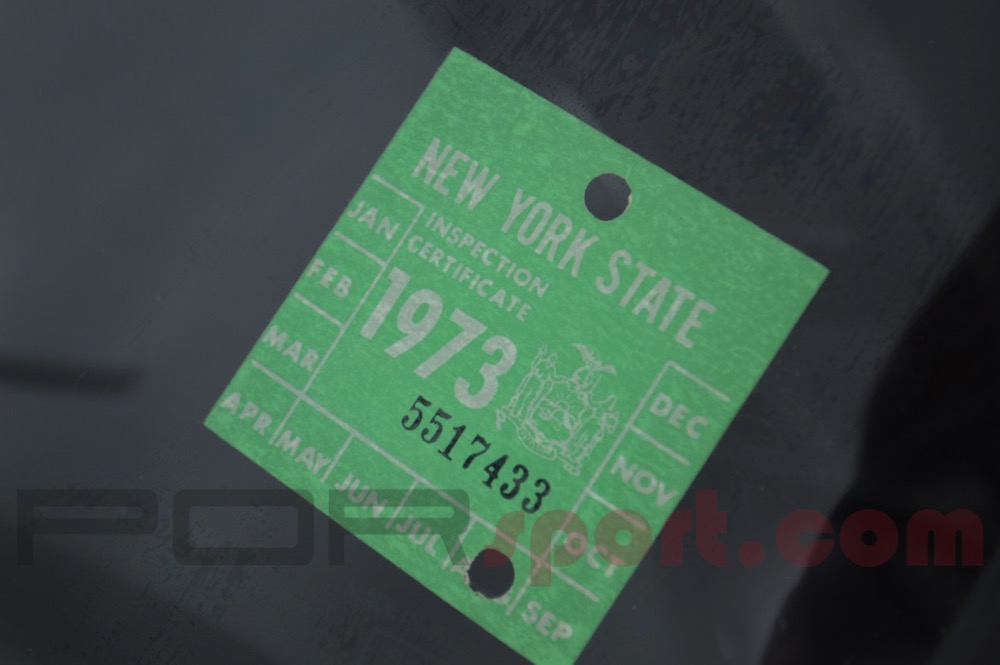 NEW YORK STATE
INSPECTION
CERTIFICATE
1973
5517433
JAN
FEB
MAR
APR
MAY
JUN
JUL
SEP
OCT
NOV
DEC
PORsport.com